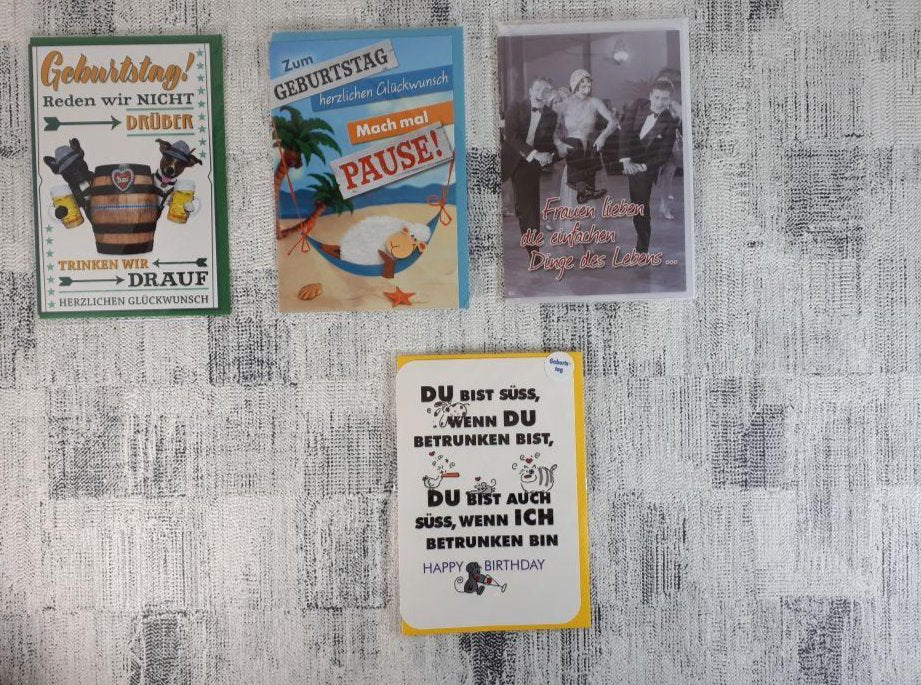 Geburtstag!
Reden wir NICHT
DRÜBER
TRINKEN WIR
DRAUF
HERZLICHEN GLÜCKWUNSCH
Zum
GEBURTSTAG
herzlichen Glückwunsch
Mach mal
PAUSE!
Frauen lieben
die einfachen
Dinge des Lebens...
Geburts-
tag
DU BIST SÜSS,
WENN DU
BETRUNKEN BIST,
DU BIST AUCH
SÜSS, WENN ICH
BETRUNKEN BIN
HAPPY BIRTHDAY